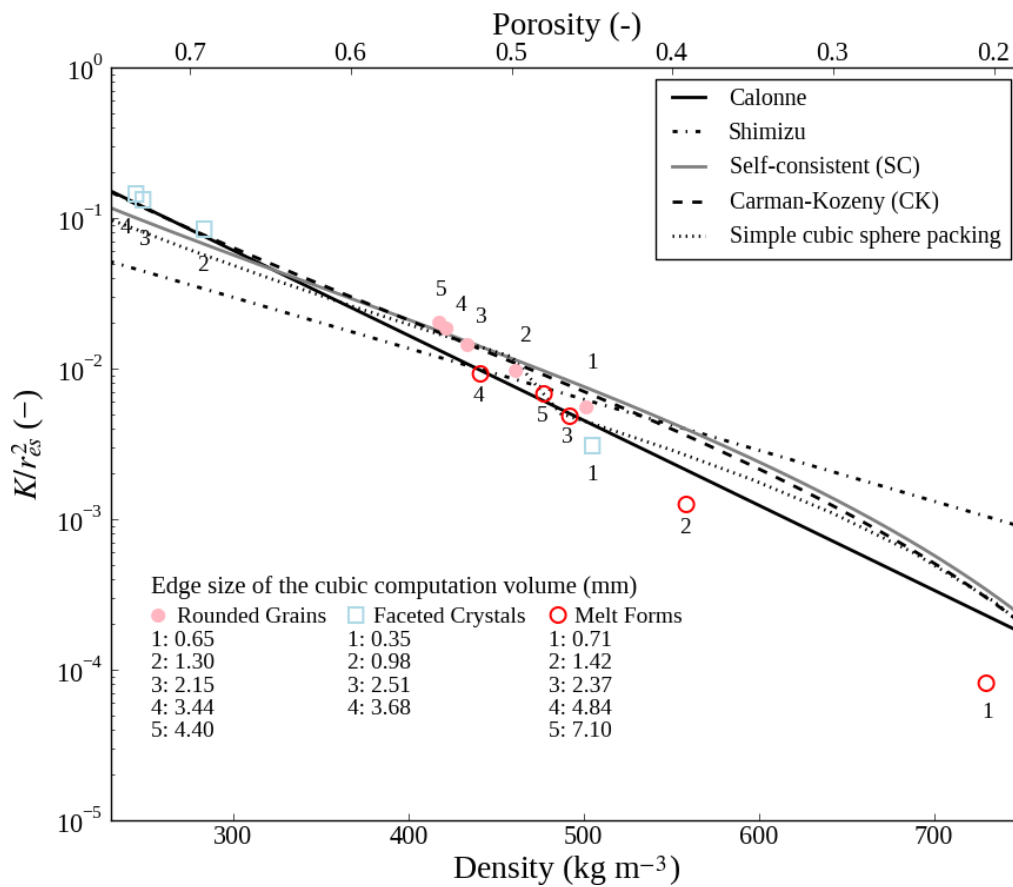 Porosity (-)
0.7 0.6 0.5 0.4 0.3 0.2
10⁰
10⁻¹
10⁻²
10⁻³
10⁻⁴
10⁻⁵
K/r²ₑₛ (−)
Calonne
Shimizu
Self-consistent (SC)
Carman-Kozeny (CK)
Simple cubic sphere packing
4 3 2
5 4 3 2 1
4 5 3 1
2
1
Edge size of the cubic computation volume (mm)
Rounded Grains Faceted Crystals Melt Forms
1: 0.65 1: 0.35 1: 0.71
2: 1.30 2: 0.98 2: 1.42
3: 2.15 3: 2.51 3: 2.37
4: 3.44 4: 3.68 4: 4.84
5: 4.40 5: 7.10
300 400 500 600 700
Density (kg m⁻³)